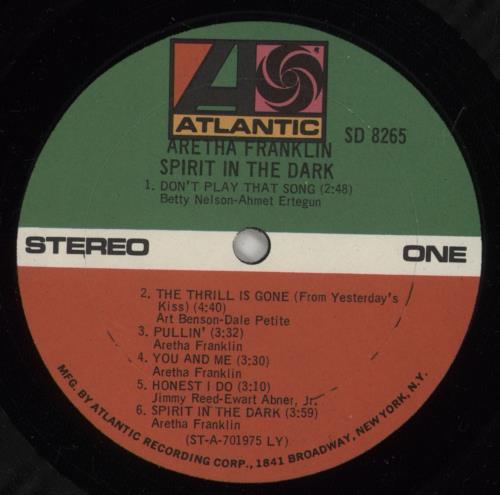 ATLANTIC
SD 8265
ARETHA FRANKLIN
SPIRIT IN THE DARK
1. DON'T PLAY THAT SONG (2:48)
Betty Nelson-Ahmet Ertegun
STEREO
ONE
2. THE THRILL IS GONE (From Yesterday's
Kiss) (4:40)
Art Benson-Dale Petite
3. PULLIN' (3:32)
Aretha Franklin
4. YOU AND ME (3:30)
Aretha Franklin
5. HONEST I DO (3:10)
Jimmy Reed-Ewart Abner, Jr.
6. SPIRIT IN THE DARK (3:59)
Aretha Franklin
(ST-A-701975 LY)
MFG. BY ATLANTIC RECORDING CORP., 1841 BROADWAY, NEW YORK, N.Y.